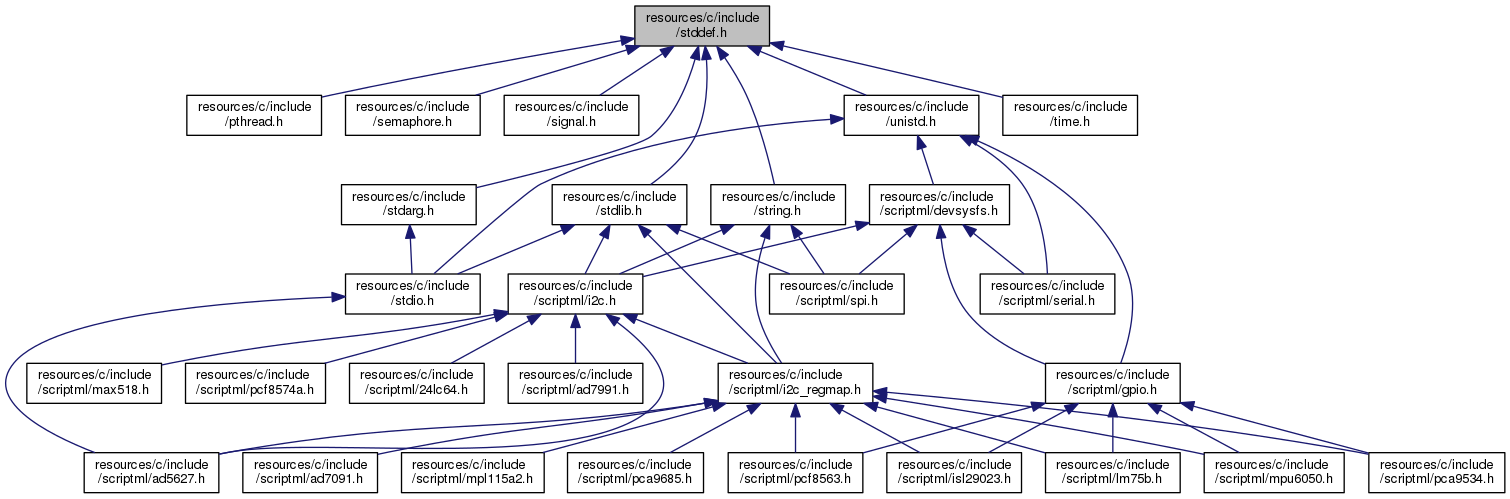 resources/c/include
/stddef.h
resources/c/include
/pthread.h
resources/c/include
/semaphore.h
resources/c/include
/signal.h
resources/c/include
/unistd.h
resources/c/include
/time.h
resources/c/include
/stdarg.h
resources/c/include
/stdlib.h
resources/c/include
/string.h
resources/c/include
/scriptml/devsysfs.h
resources/c/include
/stdio.h
resources/c/include
/scriptml/i2c.h
resources/c/include
/scriptml/spi.h
resources/c/include
/scriptml/serial.h
resources/c/include
/scriptml/max518.h
resources/c/include
/scriptml/pcf8574a.h
resources/c/include
/scriptml/24lc64.h
resources/c/include
/scriptml/ad7991.h
resources/c/include
/scriptml/i2c_regmap.h
resources/c/include
/scriptml/gpio.h
resources/c/include
/scriptml/ad5627.h
resources/c/include
/scriptml/ad7091.h
resources/c/include
/scriptml/mpl115a2.h
resources/c/include
/scriptml/pca9685.h
resources/c/include
/scriptml/pcf8563.h
resources/c/include
/scriptml/isl29023.h
resources/c/include
/scriptml/lm75b.h
resources/c/include
/scriptml/mpu6050.h
resources/c/include
/scriptml/pca9534.h